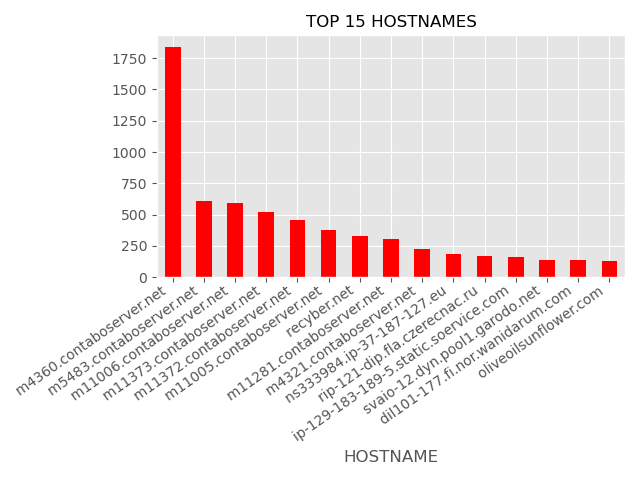 TOP 15 HOSTNAMES
1750
1500
1250
1000
750
500
250
0
m4360.contaboserver.net
m5483.contaboserver.net
m11006.contaboserver.net
m11373.contaboserver.net
m11372.contaboserver.net
m11005.contaboserver.net
recyber.net
m11281.contaboserver.net
m4321.contaboserver.net
ns333984.ip-37-187-127.eu
rip-121-dip.fla.czerecnac.ru
ip-129-183-189-5.static.soervice.com
svaio-12.dyn.pool1.garodo.net
dil101-177.fi.nor.wanidarum.com
oliveoilsunflower.com
HOSTNAME